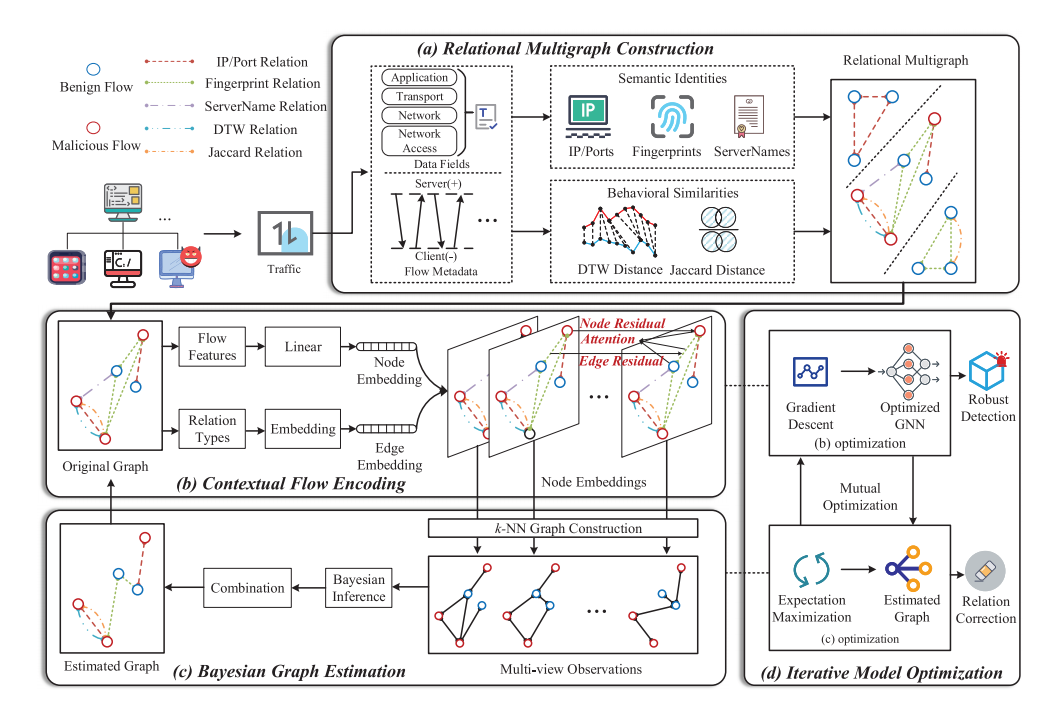 (a) Relational Multigraph Construction
Benign Flow
Malicious Flow
IP/Port Relation
Fingerprint Relation
ServerName Relation
DTW Relation
Jaccard Relation
...
C:/
Traffic
Application
Transport
Network
Network
Access
T
Data Fields
Server(+)
...
Client(-)
Flow Metadata
Semantic Identities
IP
IP/Ports
Fingerprints
ServerNames
Behavioral Similarities
DTW Distance
Jaccard Distance
Relational Multigraph
Original Graph
Flow
Features
Linear
Node
Embedding
Relation
Types
Embedding
Edge
Embedding
Node Residual
Attention
Edge Residual
...
(b) Contextual Flow Encoding
Node Embeddings
k-NN Graph Construction
...
Multi-view Observations
Bayesian
Inference
Combination
Estimated Graph
(c) Bayesian Graph Estimation
Gradient
Descent
Optimized
GNN
(b) optimization
Robust
Detection
Mutual
Optimization
Expectation
Maximization
Estimated
Graph
(c) optimization
Relation
Correction
(d) Iterative Model Optimization